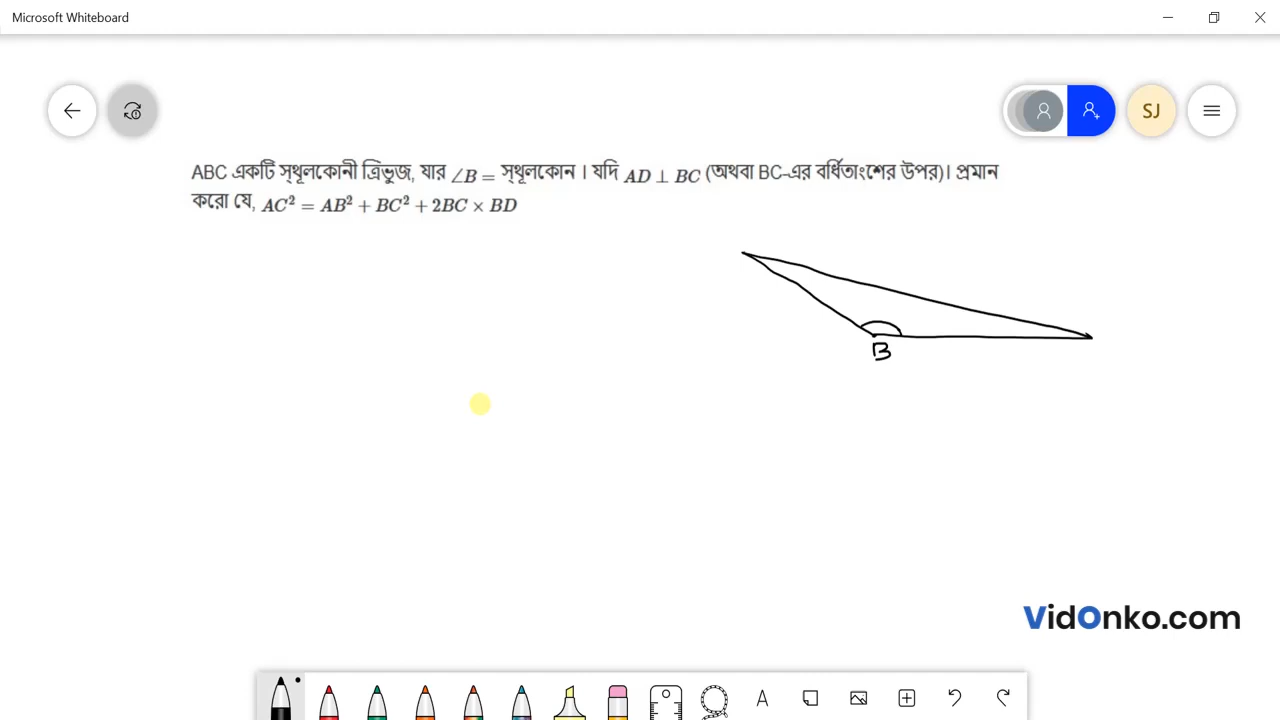 Microsoft Whiteboard
SJ
ABC একটি স্থূলকোনী ত্রিভুজ, যার ∠B = স্থূলকোন । যদি AD ⊥ BC (অথবা BC-এর বর্ধিতাংশের উপর)। প্রমান
করো যে, AC² = AB² + BC² + 2BC × BD
B
VidOnko.com
A